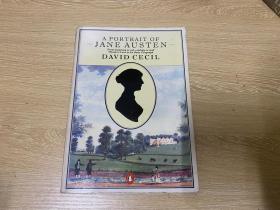 A PORTRAIT OF
JANE AUSTEN
DAVID CECIL